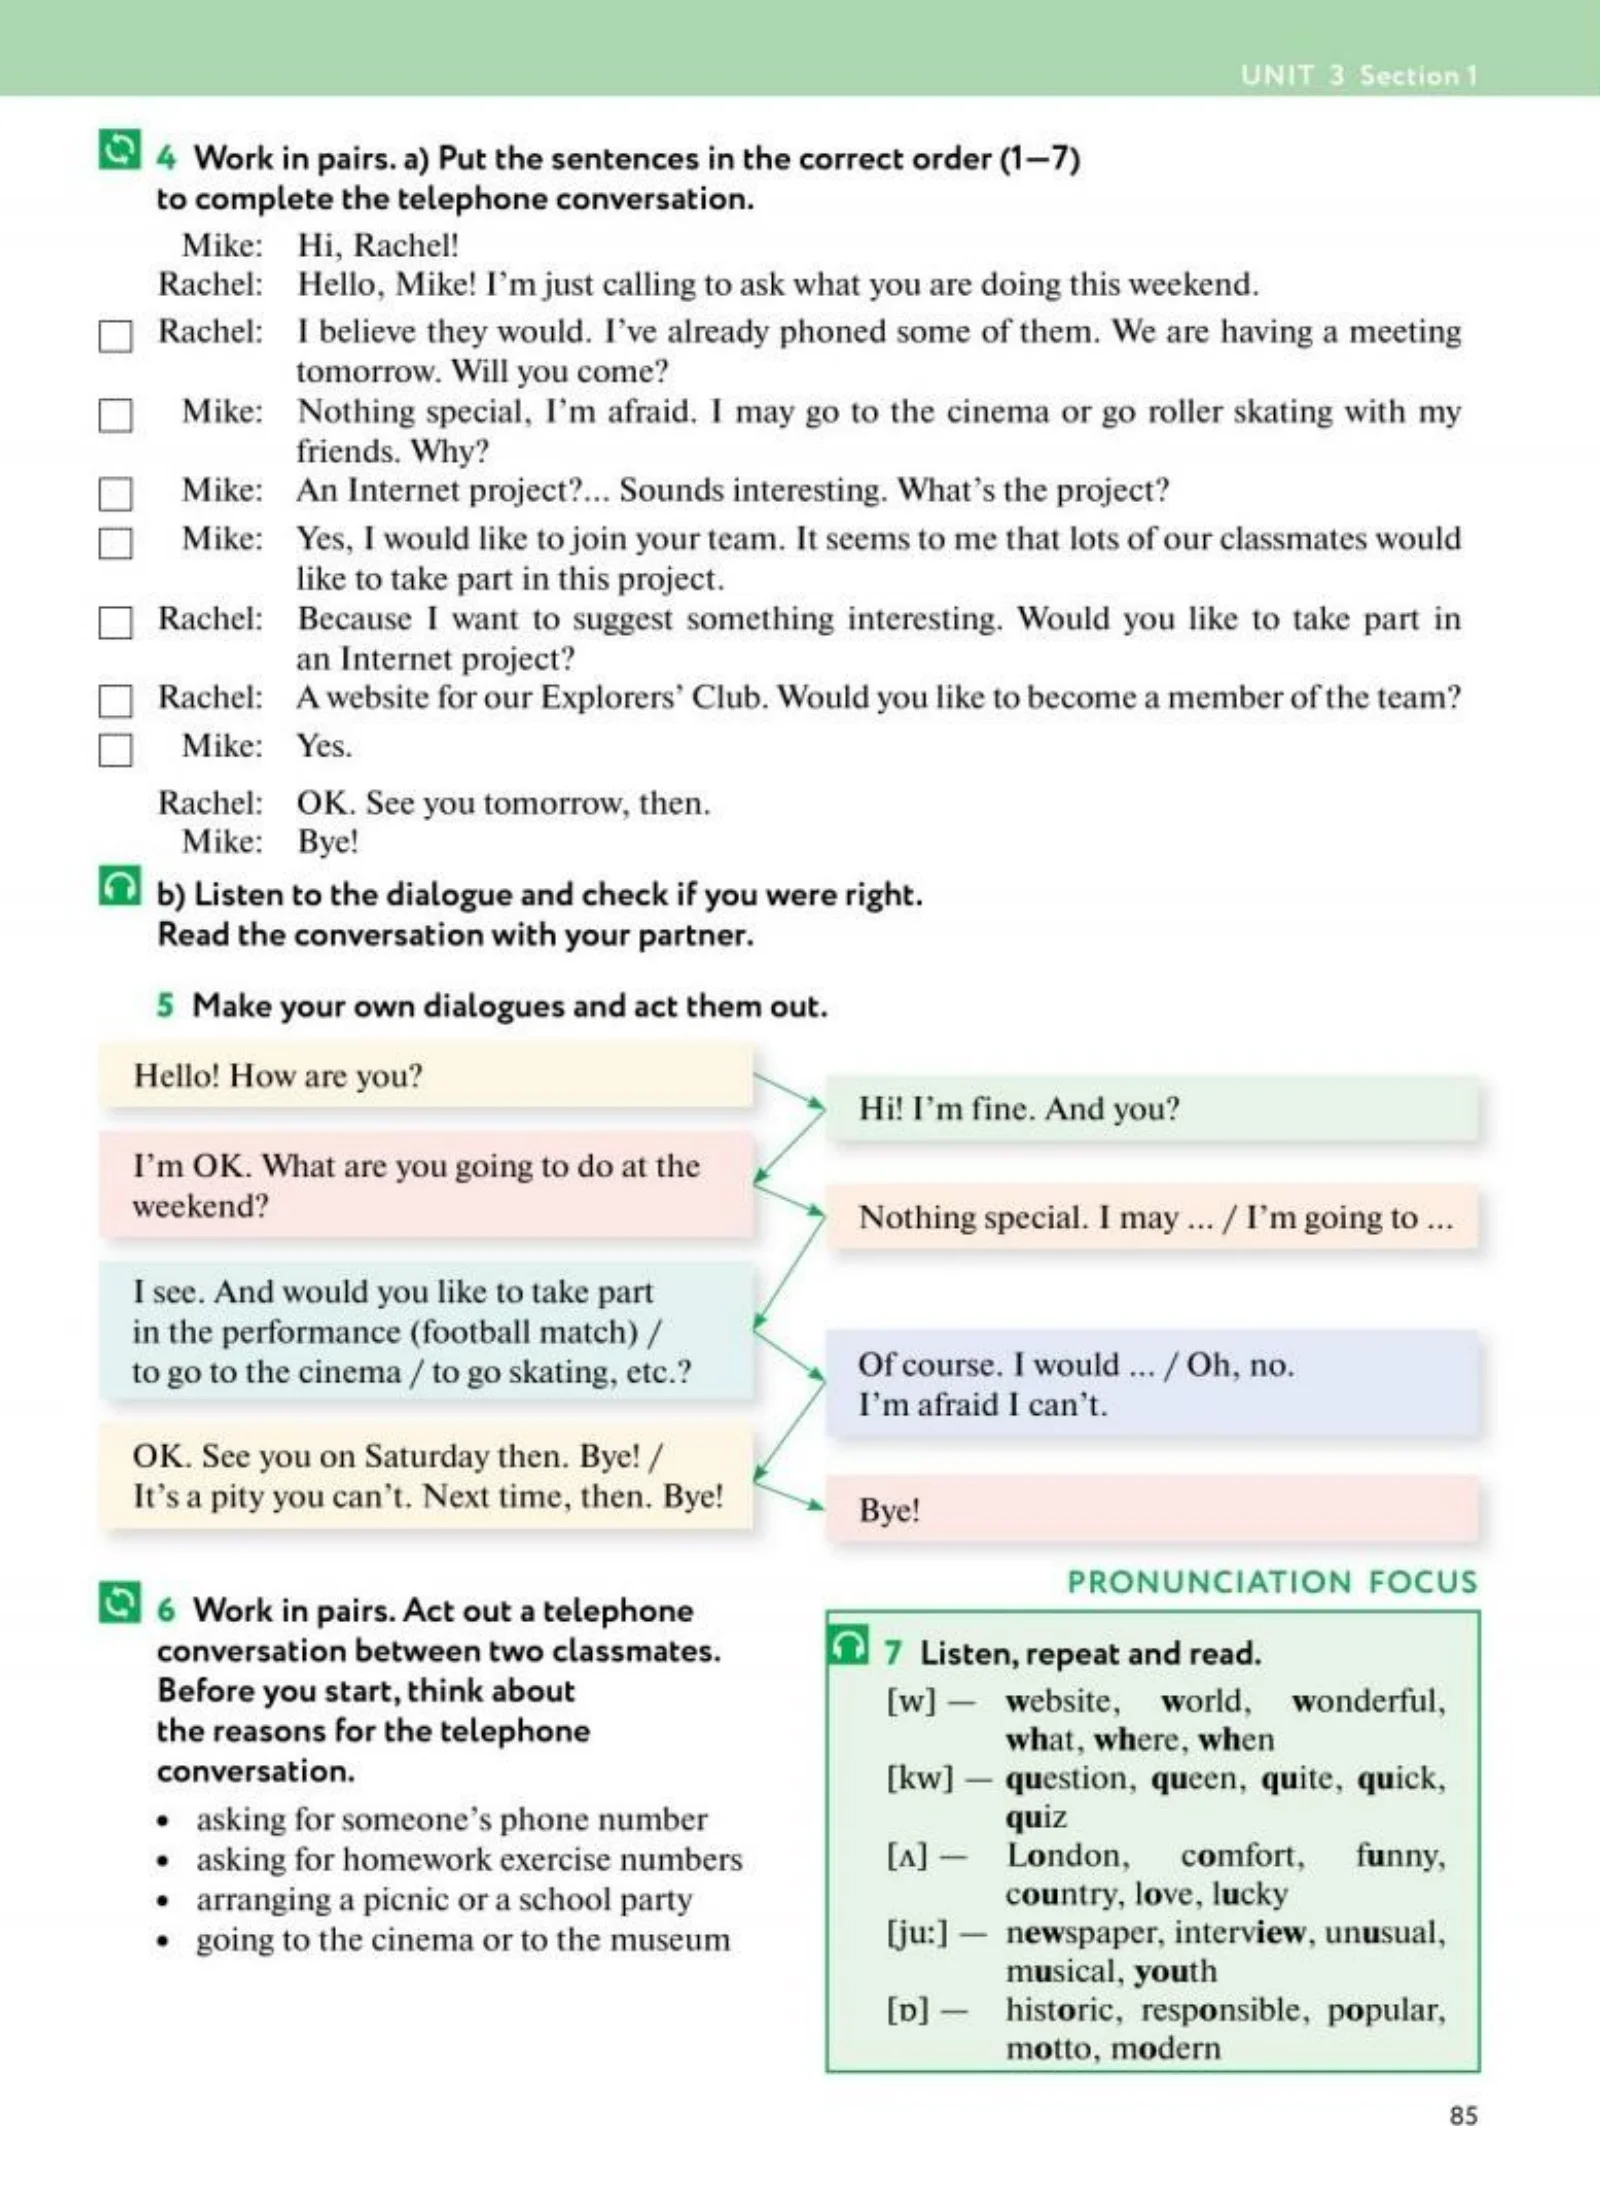 UNIT 3 Section 1
4 Work in pairs. a) Put the sentences in the correct order (1—7)
to complete the telephone conversation.
Mike: Hi, Rachel!
Rachel: Hello, Mike! I'm just calling to ask what you are doing this weekend.
Rachel: I believe they would. I've already phoned some of them. We are having a meeting
tomorrow. Will you come?
Mike: Nothing special, I'm afraid. I may go to the cinema or go roller skating with my
friends. Why?
Mike: An Internet project?... Sounds interesting. What's the project?
Mike: Yes, I would like to join your team. It seems to me that lots of our classmates would
like to take part in this project.
Rachel: Because I want to suggest something interesting. Would you like to take part in
an Internet project?
Rachel: A website for our Explorers' Club. Would you like to become a member of the team?
Mike: Yes.
Rachel: OK. See you tomorrow, then.
Mike: Bye!
b) Listen to the dialogue and check if you were right.
Read the conversation with your partner.
5 Make your own dialogues and act them out.
Hello! How are you?
Hi! I'm fine. And you?
I'm OK. What are you going to do at the
weekend?
Nothing special. I may ... / I'm going to ...
I see. And would you like to take part
in the performance (football match) /
to go to the cinema / to go skating, etc.?
Of course. I would ... / Oh, no.
I'm afraid I can't.
OK. See you on Saturday then. Bye! /
It's a pity you can't. Next time, then. Bye!
Bye!
6 Work in pairs. Act out a telephone
conversation between two classmates.
Before you start, think about
the reasons for the telephone
conversation.
• asking for someone's phone number
• asking for homework exercise numbers
• arranging a picnic or a school party
• going to the cinema or to the museum
PRONUNCIATION FOCUS
7 Listen, repeat and read.
[w] — website, world, wonderful,
what, where, when
[kw] — question, queen, quite, quick,
quiz
[ʌ] — London, comfort, funny,
country, love, lucky
[ju:] — newspaper, interview, unusual,
musical, youth
[ɒ] — historic, responsible, popular,
motto, modern
85